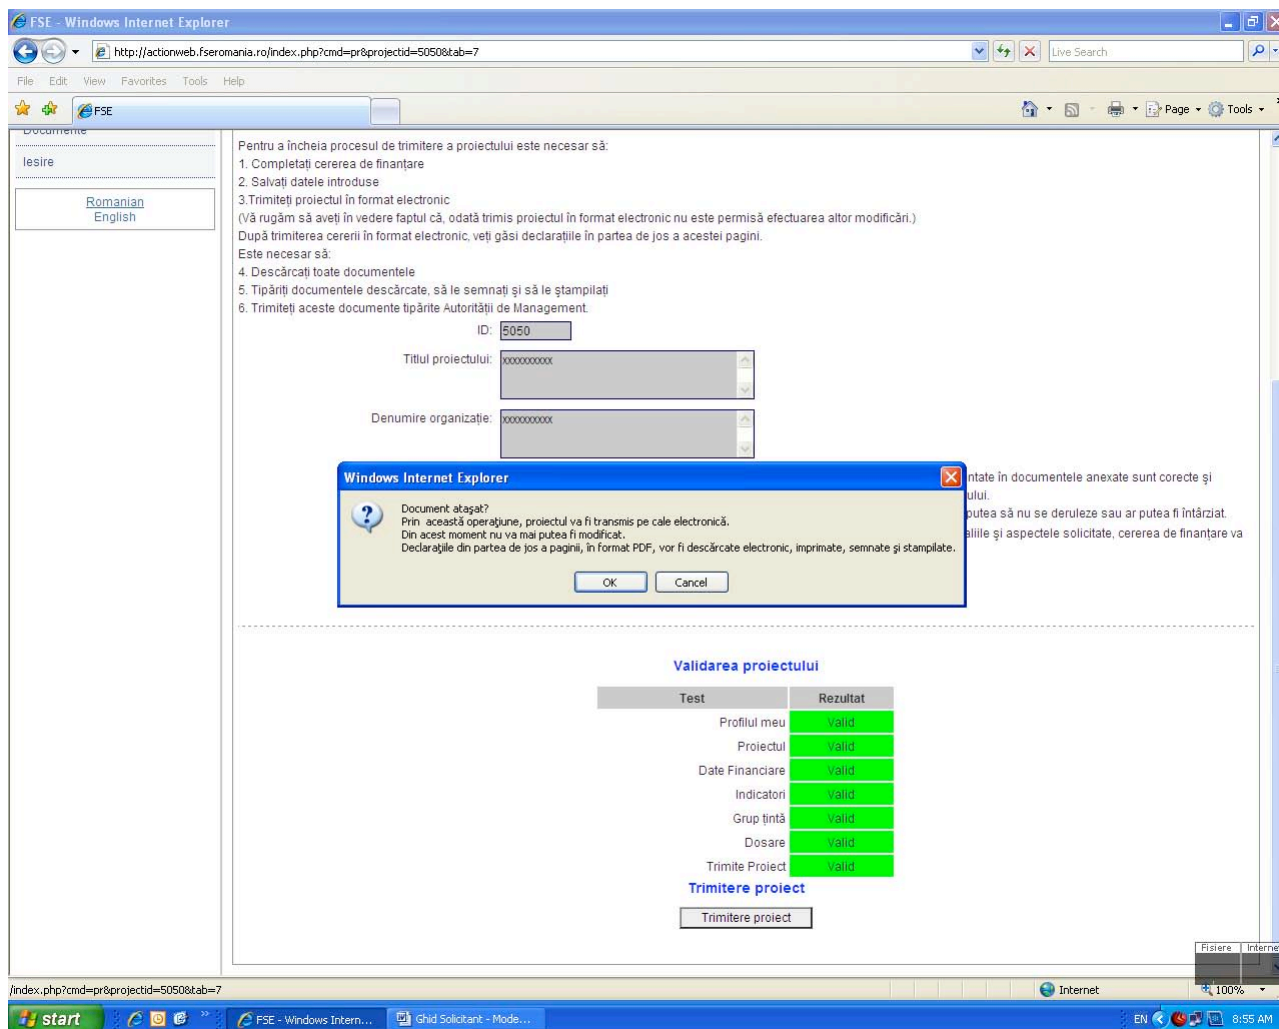 FSE - Windows Internet Explorer
http://actionweb.fseromania.ro/index.php?cmd=pr&projectid=5050&tab=7
Live Search
File Edit View Favorites Tools Help
FSE
Page Tools
Documente
Iesire
Romanian
English
Pentru a încheia procesul de trimitere a proiectului este necesar să:
1. Completați cererea de finanțare
2. Salvați datele introduse
3.Trimiteți proiectul în format electronic
(Vă rugăm să aveți în vedere faptul că, odată trimis proiectul în format electronic nu este permisă efectuarea altor modificări.)
După trimiterea cererii în format electronic, veți găsi declarațiile în partea de jos a acestei pagini.
Este necesar să:
4. Descărcați toate documentele
5. Tipăriți documentele descărcate, să le semnați şi să le ştampilați
6. Trimiteți aceste documente tipărite Autorității de Management.
ID: 5050
Titlul proiectului: xxxxxxxxxx
Denumire organizație: xxxxxxxxxx
ntate în documentele anexate sunt corecte şi
ului.
putea să nu se deruleze sau ar putea fi întârziat.
aliile şi aspectele solicitate, cererea de finanțare va
Windows Internet Explorer
Document ataşat?
Prin această operaţiune, proiectul va fi transmis pe cale electronică.
Din acest moment nu va mai putea fi modificat.
Declaraţiile din partea de jos a paginii, în format PDF, vor fi descărcate electronic, imprimate, semnate şi stampilate.
OK Cancel
Validarea proiectului
Test Rezultat
Profilul meu Valid
Proiectul Valid
Date Financiare Valid
Indicatori Valid
Grup țintă Valid
Dosare Valid
Trimite Proiect Valid
Trimitere proiect
Trimitere proiect
Fisiere Interne
/index.php?cmd=pr&projectid=5050&tab=7
Internet 100%
start FSE - Windows Intern... Ghid Solicitant - Mode... EN 8:55 AM